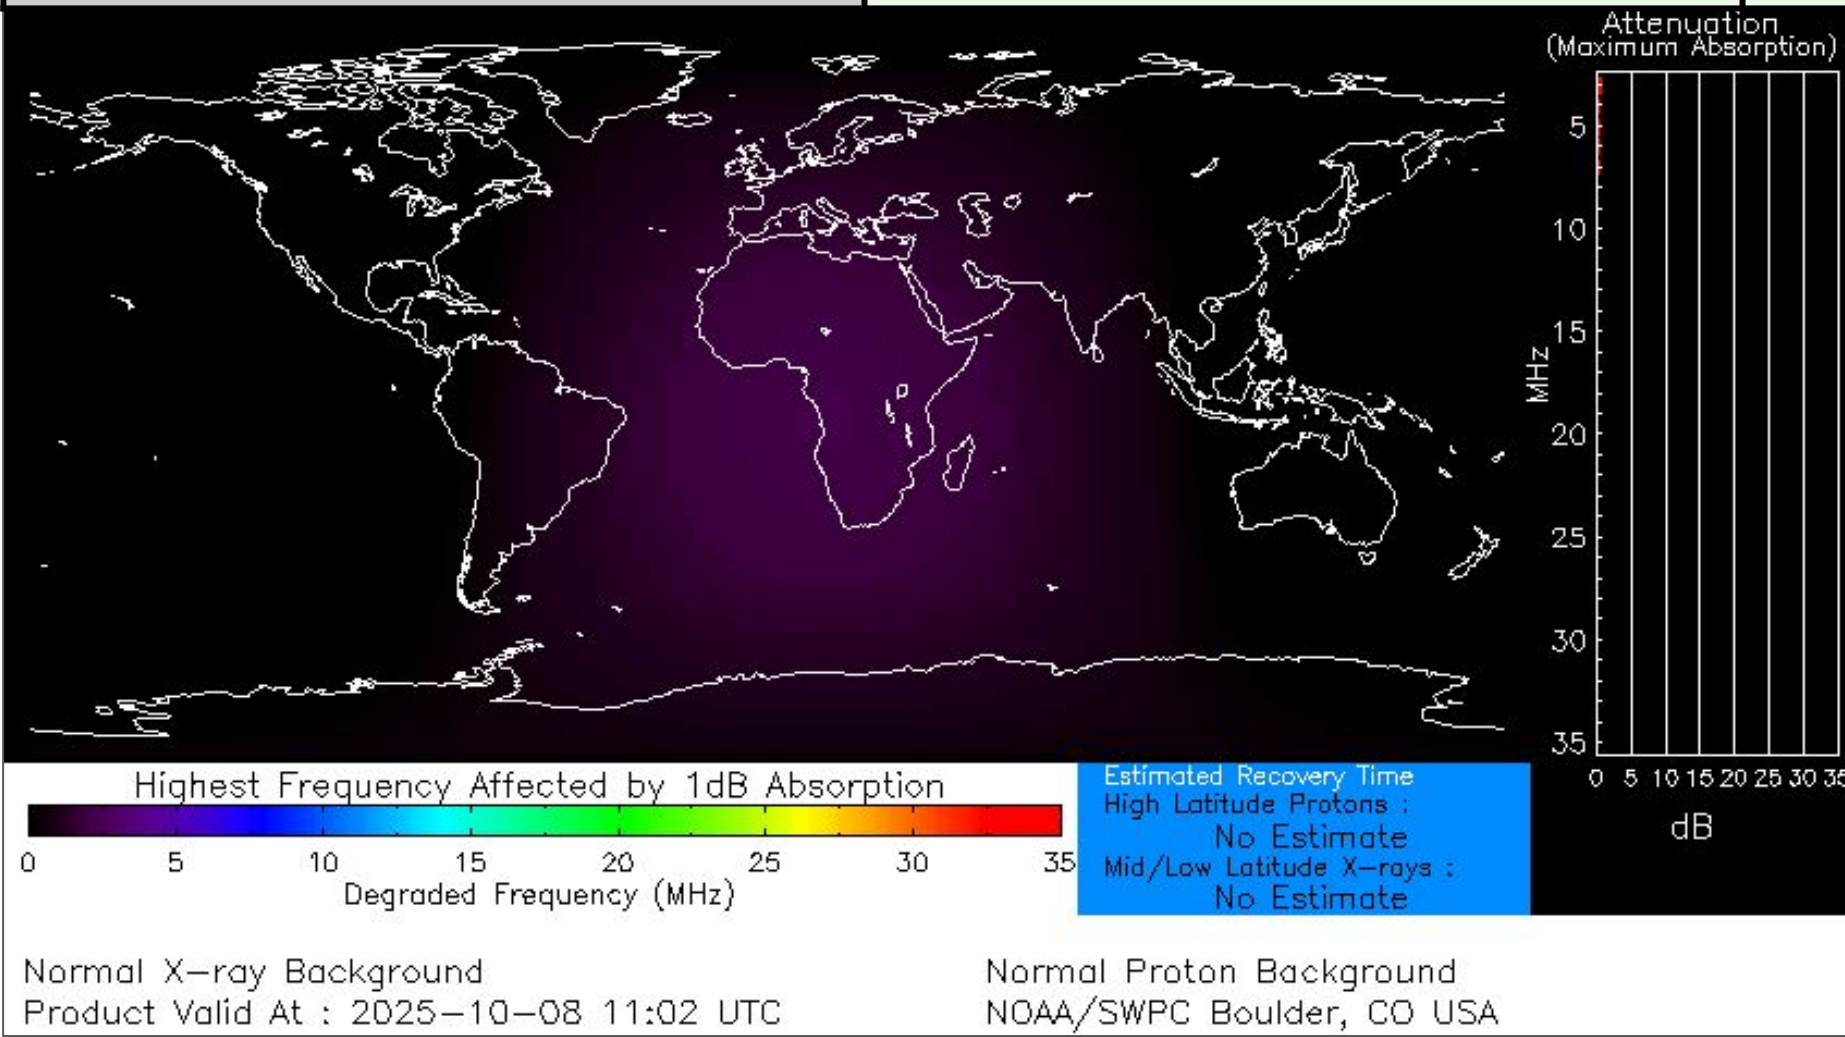 Attenuation
(Maximum Absorption)
5
10
15
20
25
30
35
MHz
0 5 10 15 20 25 30 35
dB
Highest Frequency Affected by 1dB Absorption
0 5 10 15 20 25 30 35
Degraded Frequency (MHz)
Estimated Recovery Time
High Latitude Protons :
No Estimate
Mid/Low Latitude X-rays :
No Estimate
Normal X-ray Background
Normal Proton Background
Product Valid At : 2025-10-08 11:02 UTC
NOAA/SWPC Boulder, CO USA